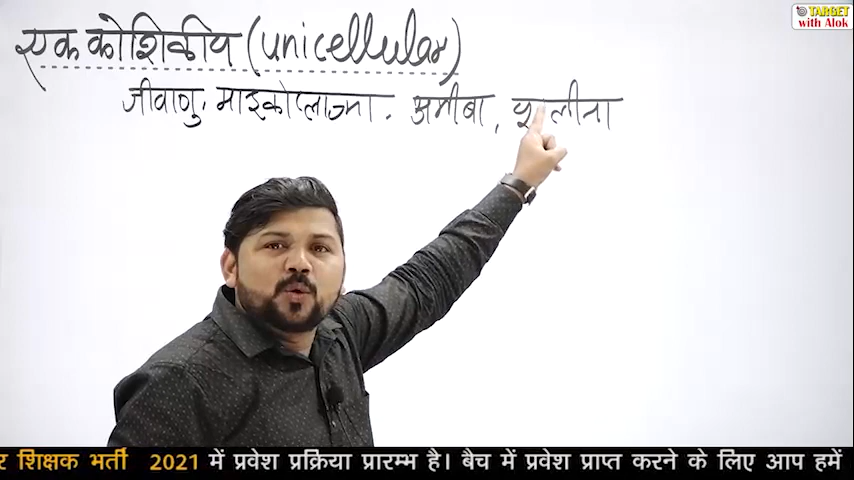 TARGET
with Alok
एक कोशिकीय (unicellular)
जीवाणु, माइकोप्लाज्मा, अमीबा,
र शिक्षक भर्ती 2021 में प्रवेश प्रक्रिया प्रारम्भ है। बैच में प्रवेश प्राप्त करने के लिए आप हमें